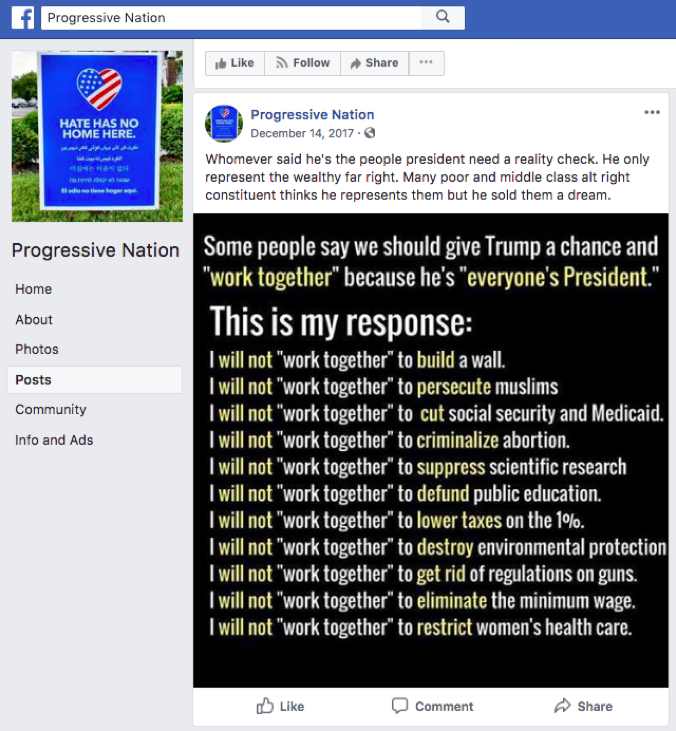 Progressive Nation
HATE HAS NO
HOME HERE.
El odio no tiene hogar aquí.
Progressive Nation
Home
About
Photos
Posts
Community
Info and Ads
Like
Follow
Share
Progressive Nation
December 14, 2017 ·
Whomever said he's the people president need a reality check. He only
represent the wealthy far right. Many poor and middle class alt right
constituent thinks he represents them but he sold them a dream.
Some people say we should give Trump a chance and
"work together" because he's "everyone's President."
This is my response:
I will not "work together" to build a wall.
I will not "work together" to persecute muslims
I will not "work together" to cut social security and Medicaid.
I will not "work together" to criminalize abortion.
I will not "work together" to suppress scientific research
I will not "work together" to defund public education.
I will not "work together" to lower taxes on the 1%.
I will not "work together" to destroy environmental protection
I will not "work together" to get rid of regulations on guns.
I will not "work together" to eliminate the minimum wage.
I will not "work together" to restrict women's health care.
Like
Comment
Share